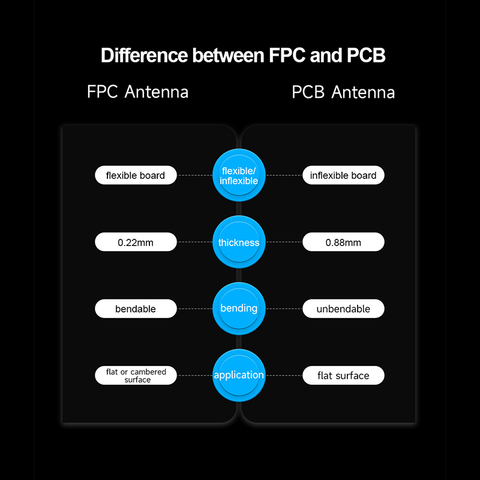 Difference between FPC and PCB
FPC Antenna
PCB Antenna
flexible board
flexible/
inflexible
inflexible board
0.22mm
thickness
0.88mm
bendable
bending
unbendable
flat or cambered
surface
application
flat surface